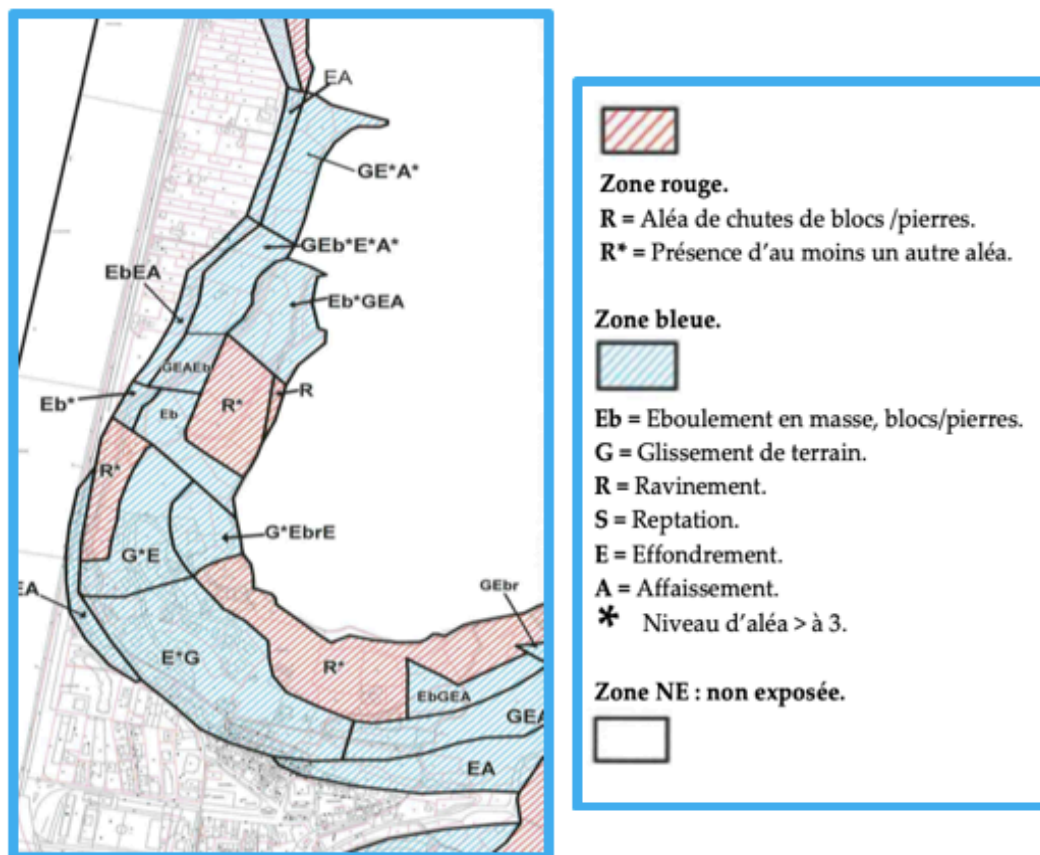 EA
GE*A*
GEb*E*A*
EbEA
Eb*GEA
GEAEb
R
Eb*
Eb
R*
R*
G*EbrE
G*E
GEbr
EA
E*G
R*
EbGEA
GEA
EA
Zone rouge.
R = Aléa de chutes de blocs /pierres.
R* = Présence d'au moins un autre aléa.
Zone bleue.
Eb = Eboulement en masse, blocs/pierres.
G = Glissement de terrain.
R = Ravinement.
S = Reptation.
E = Effondrement.
A = Affaissement.
* Niveau d'aléa > à 3.
Zone NE : non exposée.